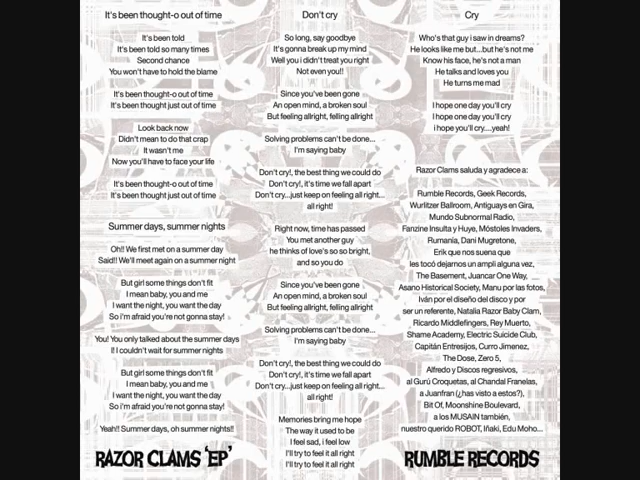 It's been thought-o out of time
It's been told
It's been told so many times
Second chance
You won't have to hold the blame
It's been thought-o out of time
It's been thought just out of time
Look back now
Didn't mean to do that crap
It wasn't me
Now you'll have to face your life
It's been thought-o out of time
It's been thought just out of time
Summer days, summer nights
Oh!! We first met on a summer day
Said!! We'll meet again on a summer night
But girl some things don't fit
I mean baby, you and me
I want the night, you want the day
So i'm afraid you're not gonna stay!
You! You only talked about the summer days
I! I couldn't wait for summer nights
But girl some things don't fit
I mean baby, you and me
I want the night, you want the day
So i'm afraid you're not gonna stay!
Yeah!! Summer days, oh summer nights!!
RAZOR CLAMS 'EP'
Don't cry
So long, say goodbye
It's gonna break up my mind
Well you i didn't treat you right
Not even you!!
Since you've been gone
An open mind, a broken soul
But feeling allright, felling allright
Solving problems can't be done...
I'm saying baby
Don't cry!, the best thing we could do
Don't cry!, it's time we fall apart
Don't cry...just keep on feeling all right...
all right!
Right now, time has passed
You met another guy
he thinks of love's so so bright,
and so you do
Since you've been gone
An open mind, a broken soul
But feeling allright, felling allright
Solving problems can't be done...
I'm saying baby
Don't cry!, the best thing we could do
Don't cry!, it's time we fall apart
Don't cry...just keep on feeling all right...
all right!
Memories bring me hope
The way it used to be
I feel sad, i feel low
I'll try to feel it all right
I'll try to feel it all right
Cry
Who's that guy i saw in dreams?
He looks like me but...but he's not me
Know his face, he's not a man
He talks and loves you
He turns me mad
I hope one day you'll cry
I hope one day you'll cry
i hope you'll cry....yeah!
Razor Clams saluda y agradece a:
Rumble Records, Geek Records,
Wurlitzer Ballroom, Antiguays en Gira,
Mundo Subnormal Radio,
Fanzine Insulta y Huye, Móstoles Invaders,
Rumanía, Dani Mugretone,
Erik que nos suena que
les tocó dejarnos un ampli alguna vez,
The Basement, Juancar One Way,
Asano Historical Society, Manu por las fotos,
Iván por el diseño del disco y por
ser un referente, Natalia Razor Baby Clam,
Ricardo Middlefingers, Rey Muerto,
Shame Academy, Electric Suicide Club,
Capitán Entresijos, Curro Jimenez,
The Dose, Zero 5,
Alfredo y Discos regresivos,
al Gurú Croquetas, al Chandal Franelas,
a Juanfran (¿has visto a estos?),
Bit Of, Moonshine Boulevard,
a los MUSAIN también,
nuestro querido ROBOT, Iñaki, Edu Moho...
RUMBLE RECORDS